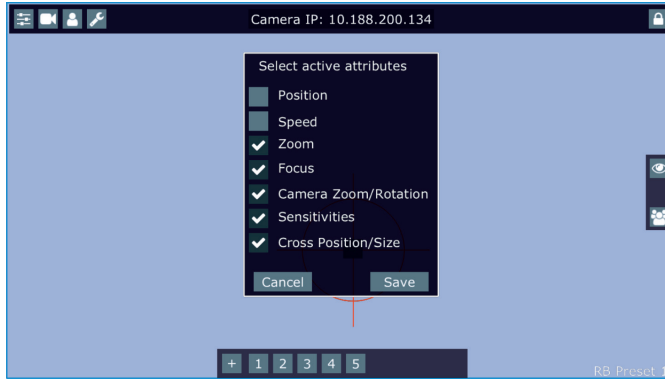 Camera IP: 10.188.200.134
Select active attributes
Position
Speed
Zoom
Focus
Camera Zoom/Rotation
Sensitivities
Cross Position/Size
Cancel Save
+ 1 2 3 4 5
RB Preset 1